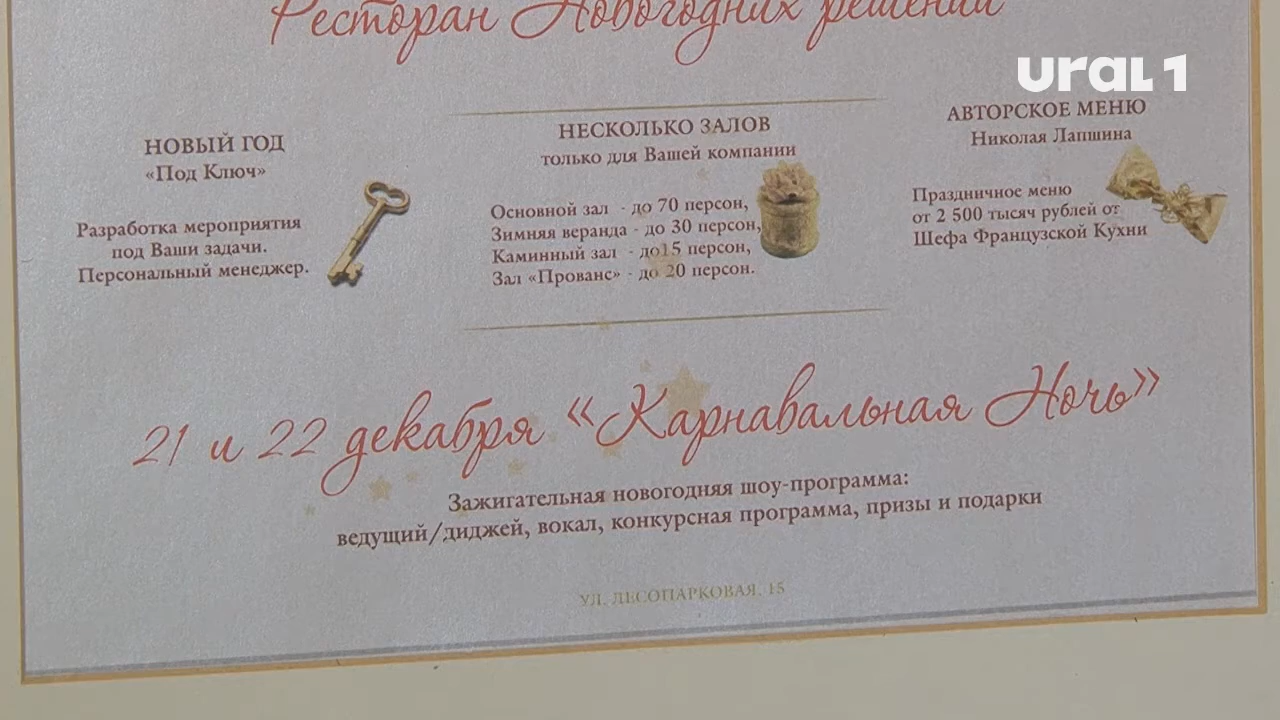 Ресторан Новогодних решений
ural 1
НОВЫЙ ГОД
«Под Ключ»
Разработка мероприятия
под Ваши задачи.
Персональный менеджер.
НЕСКОЛЬКО ЗАЛОВ
только для Вашей компании
Основной зал - до 70 персон,
Зимняя веранда - до 30 персон,
Каминный зал - до15 персон,
Зал «Прованс» - до 20 персон.
АВТОРСКОЕ МЕНЮ
Николая Лапшина
Праздничное меню
от 2 500 тысяч рублей от
Шефа Французской Кухни
21 и 22 декабря «Карнавальная Ночь»
Зажигательная новогодняя шоу-программа:
ведущий/диджей, вокал, конкурсная программа, призы и подарки
УЛ. ЛЕСОПАРКОВАЯ, 15